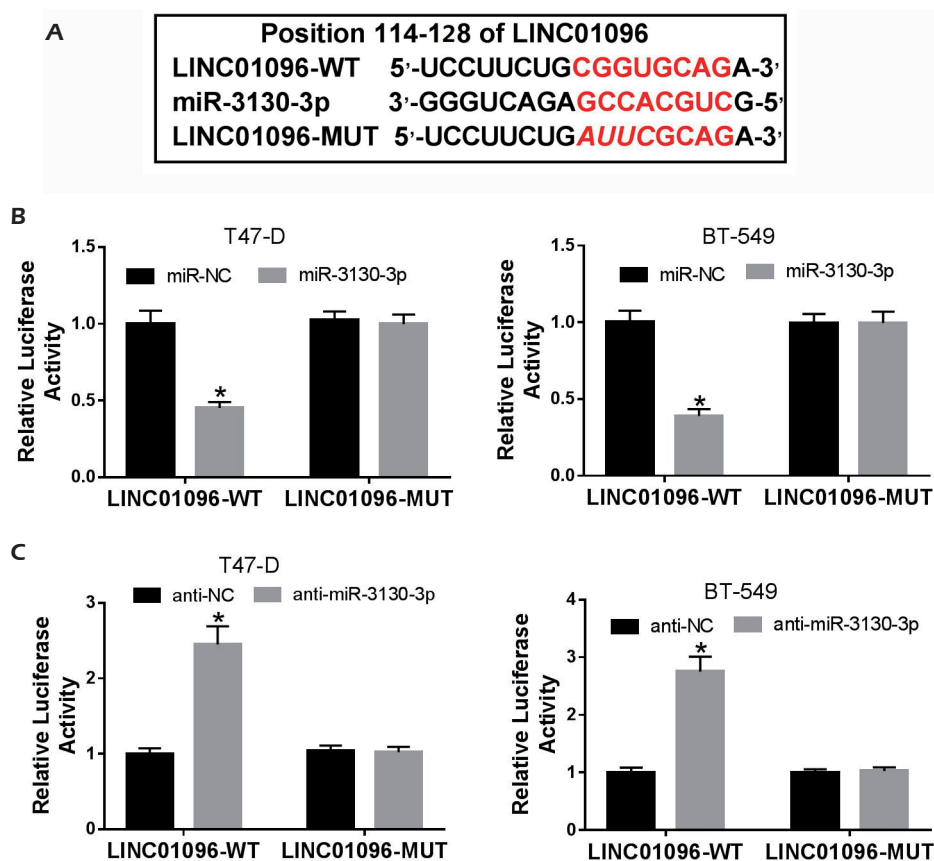 A
Position 114-128 of LINC01096
LINC01096-WT 5'-UCCUUCUGCGGUGCAGA-3'
miR-3130-3p 3'-GGGUCAGAGCCACGUCG-5'
LINC01096-MUT 5'-UCCUUCUGAUUCGCAGA-3'
B
T47-D
miR-NC miR-3130-3p
Relative Luciferase
Activity
1.5
1.0
0.5
0.0
*
LINC01096-WT LINC01096-MUT
BT-549
miR-NC miR-3130-3p
Relative Luciferase
Activity
1.5
1.0
0.5
0.0
*
LINC01096-WT LINC01096-MUT
C
T47-D
anti-NC anti-miR-3130-3p
Relative Luciferase
Activity
3
2
1
0
*
LINC01096-WT LINC01096-MUT
BT-549
anti-NC anti-miR-3130-3p
Relative Luciferase
Activity
4
3
2
1
0
*
LINC01096-WT LINC01096-MUT